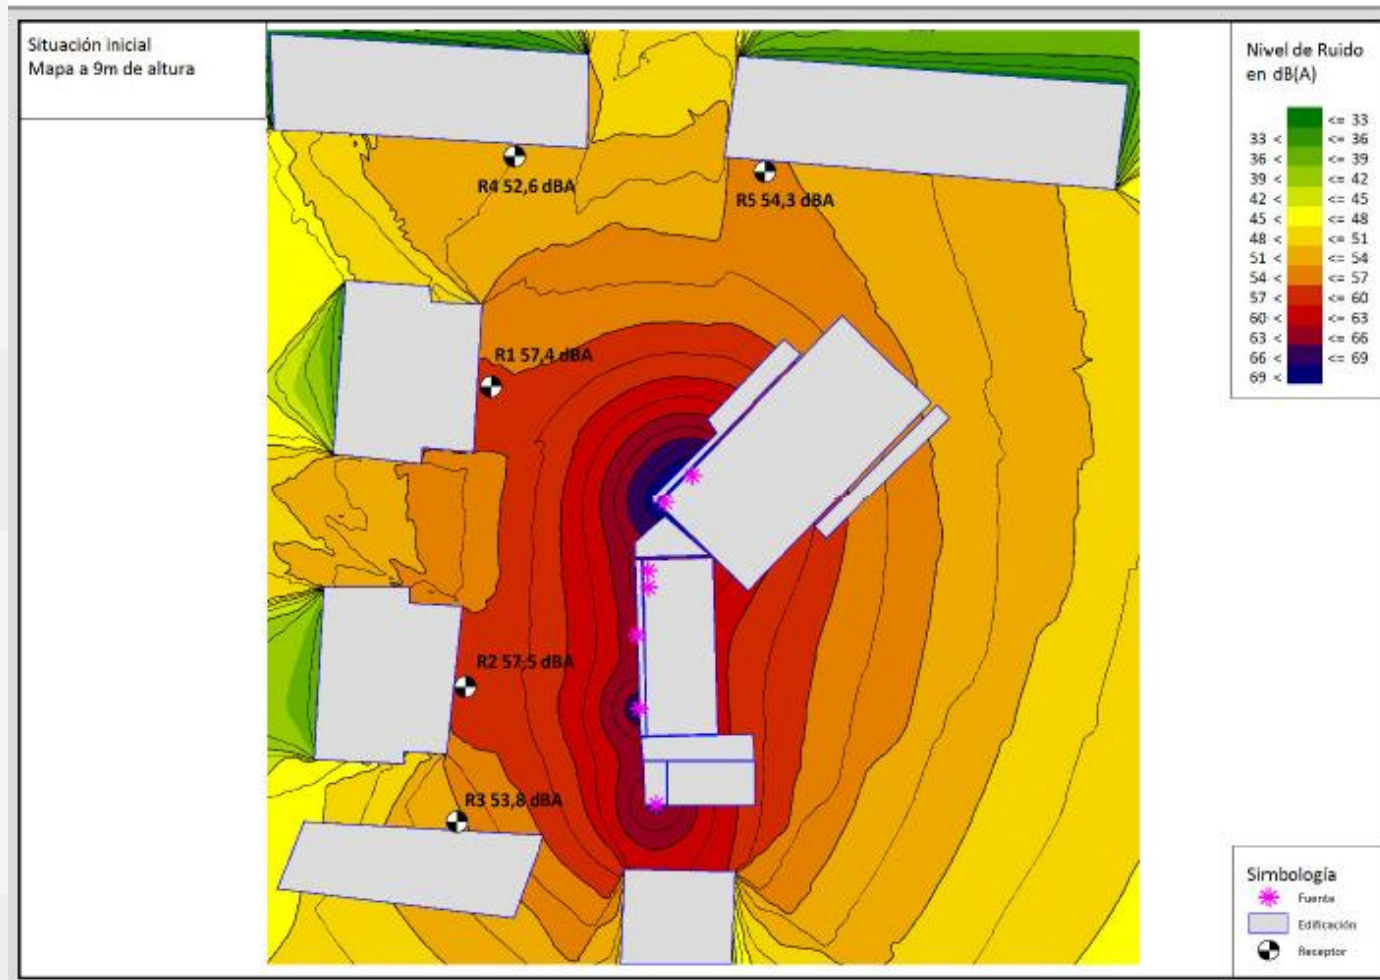 Situación inicial
Mapa a 9m de altura
R4 52,6 dBA
R5 54,3 dBA
R1 57,4 dBA
R2 57,5 dBA
R3 53,8 dBA
Nivel de Ruido
en dB(A)
<= 33
33 < <= 36
36 < <= 39
39 < <= 42
42 < <= 45
45 < <= 48
48 < <= 51
51 < <= 54
54 < <= 57
57 < <= 60
60 < <= 63
63 < <= 66
66 < <= 69
69 <
Simbología
Fuente
Edificación
Receptor